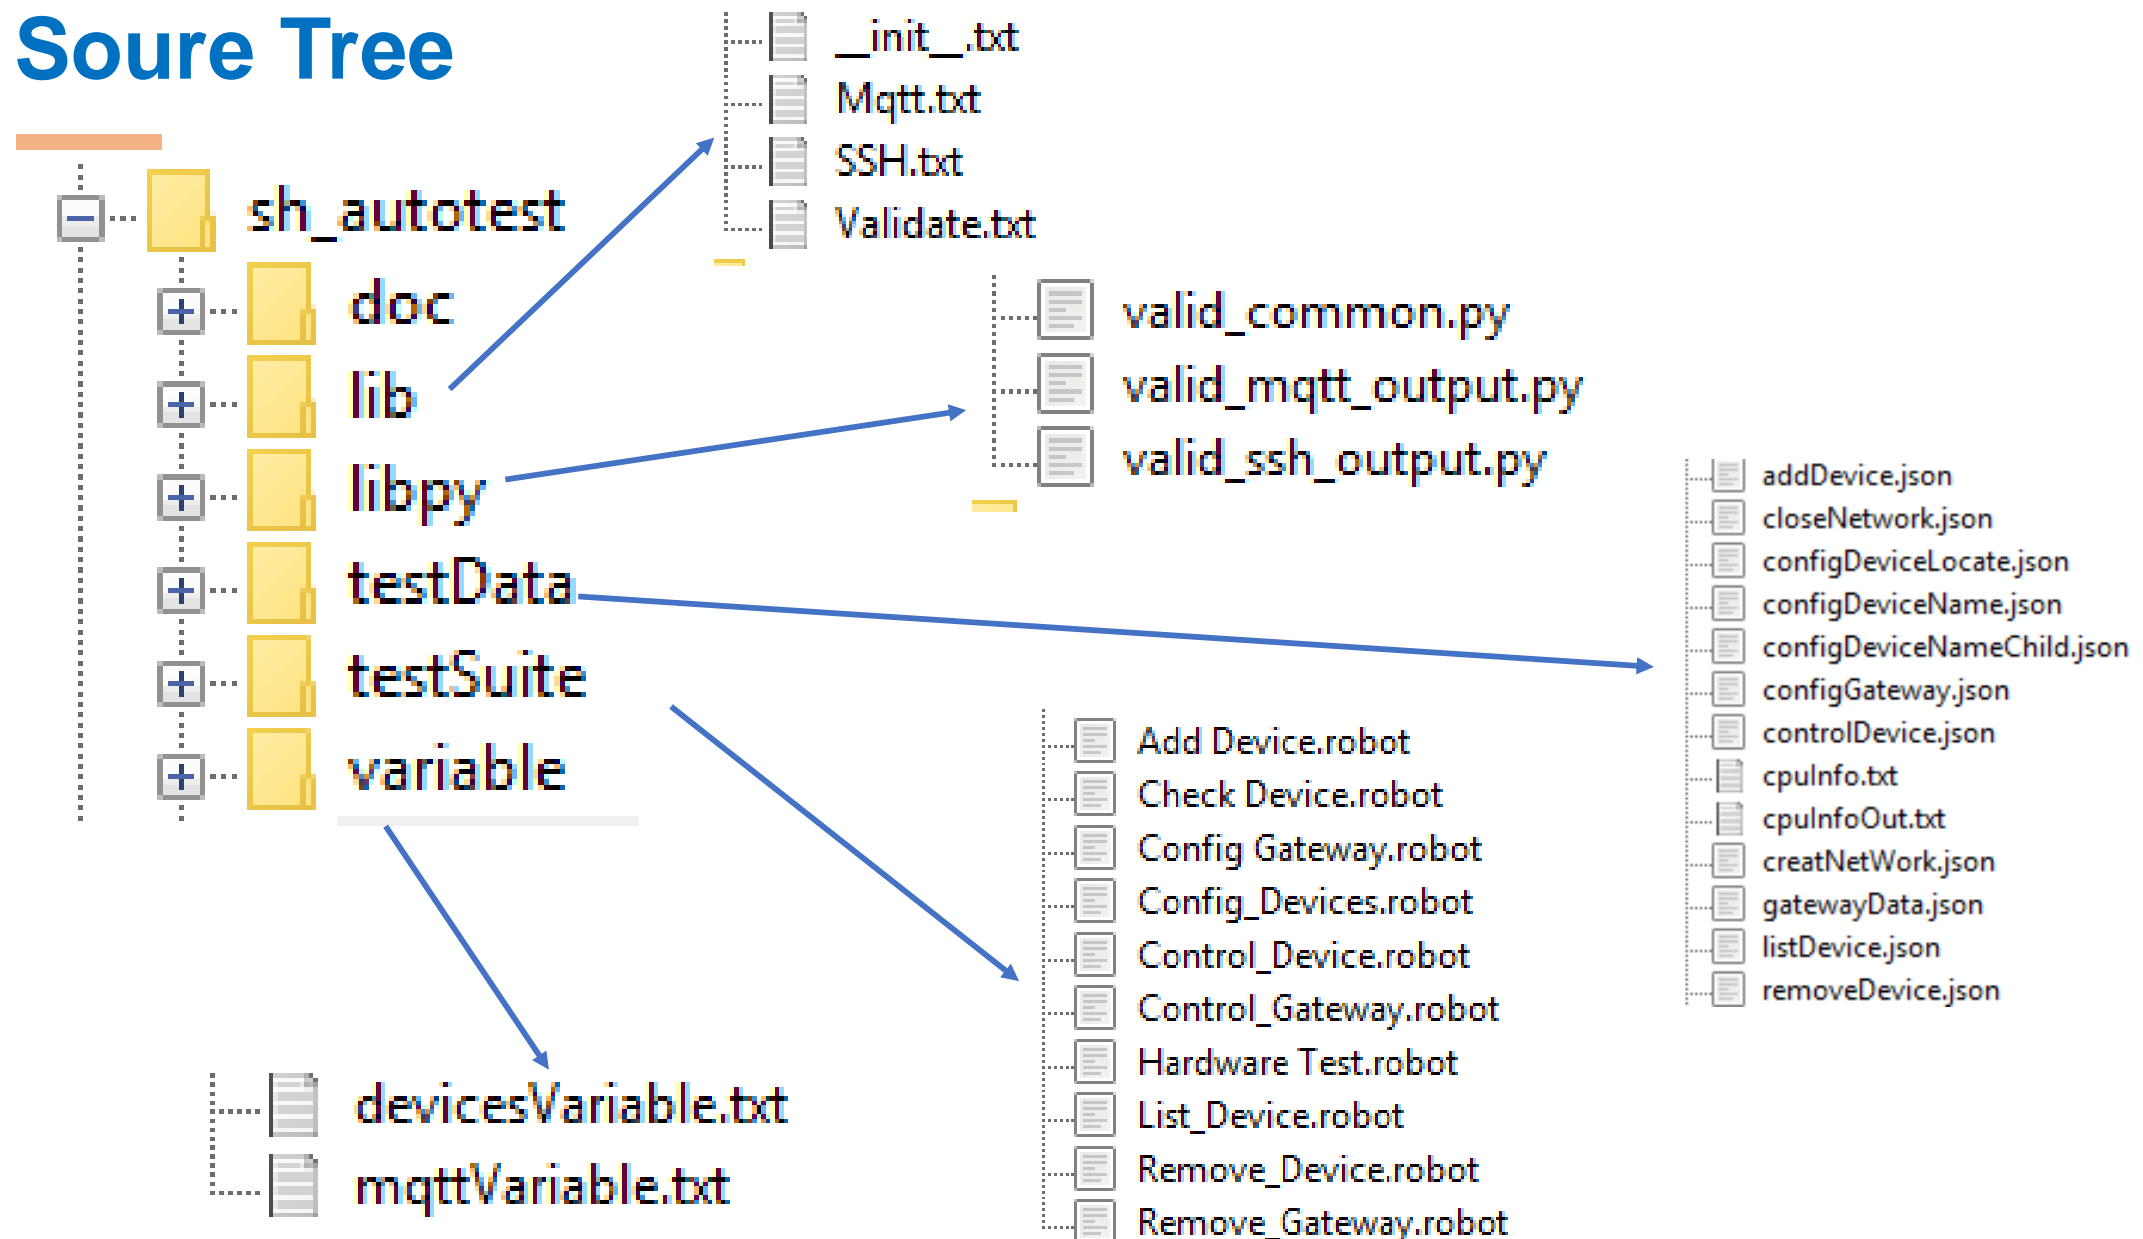 Soure Tree
sh_autotest
doc
lib
libpy
testData
testSuite
variable
__init__.txt
Mqtt.txt
SSH.txt
Validate.txt
valid_common.py
valid_mqtt_output.py
valid_ssh_output.py
addDevice.json
closeNetwork.json
configDeviceLocate.json
configDeviceName.json
configDeviceNameChild.json
configGateway.json
controlDevice.json
cpuInfo.txt
cpuInfoOut.txt
creatNetWork.json
gatewayData.json
listDevice.json
removeDevice.json
Add Device.robot
Check Device.robot
Config Gateway.robot
Config_Devices.robot
Control_Device.robot
Control_Gateway.robot
Hardware Test.robot
List_Device.robot
Remove_Device.robot
Remove_Gateway.robot
devicesVariable.txt
mqttVariable.txt